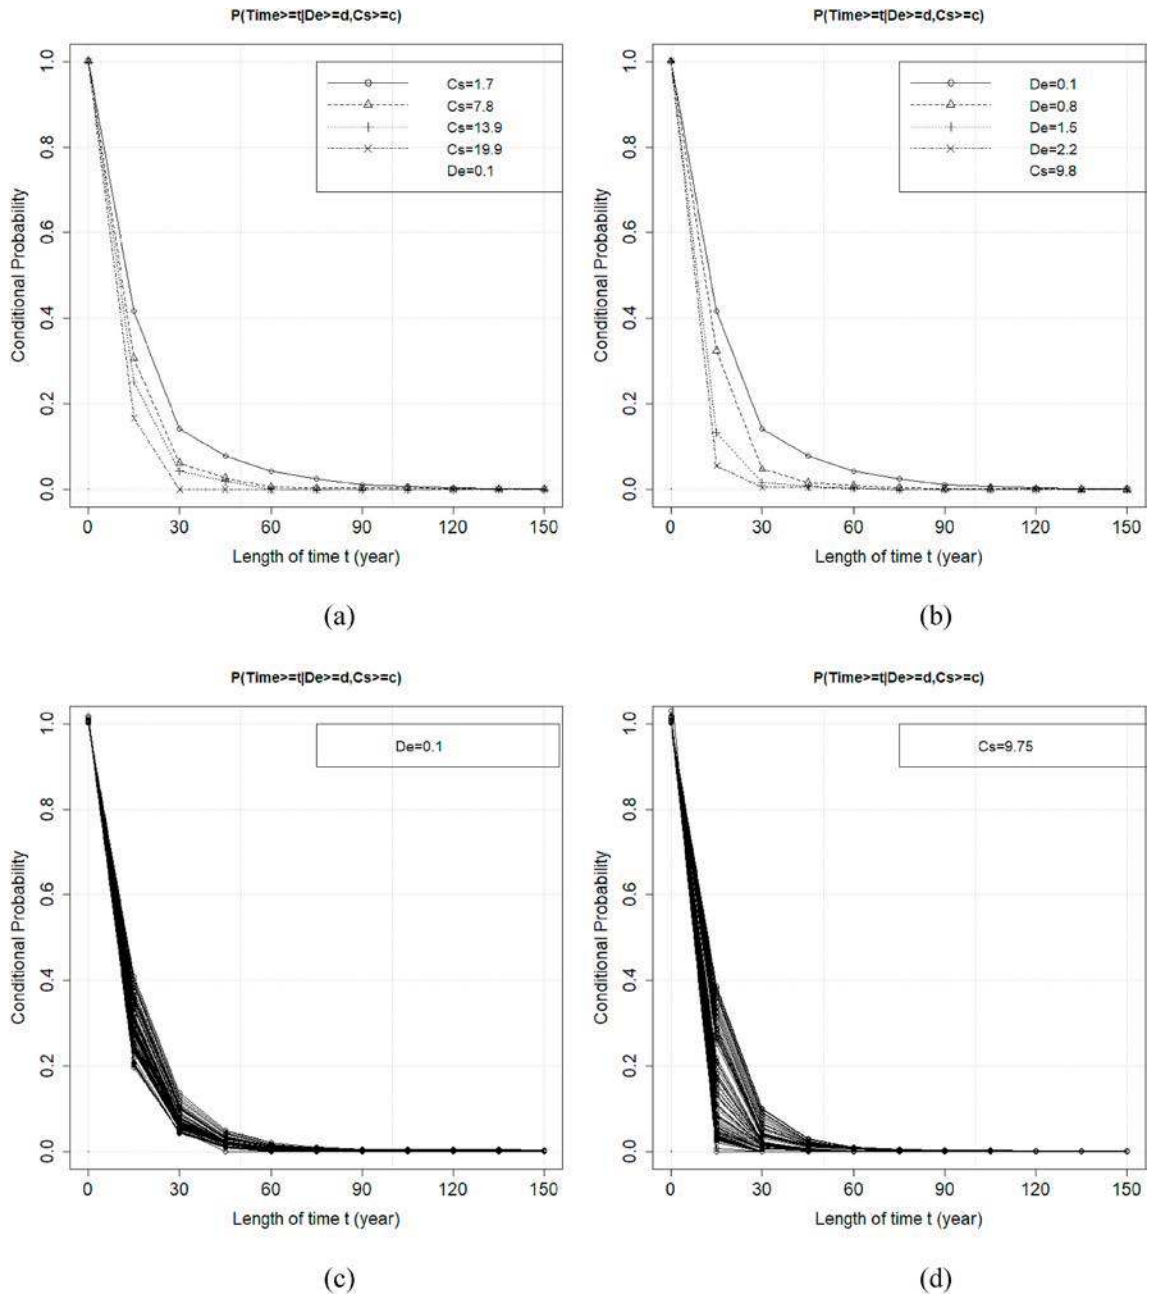 P(Time>=t|De>=d,Cs>=c)
Conditional Probability
1.0
0.8
0.6
0.4
0.2
0.0
Cs=1.7
Cs=7.8
Cs=13.9
Cs=19.9
De=0.1
0 30 60 90 120 150
Length of time t (year)
(a)
P(Time>=t|De>=d,Cs>=c)
Conditional Probability
1.0
0.8
0.6
0.4
0.2
0.0
De=0.1
De=0.8
De=1.5
De=2.2
Cs=9.8
0 30 60 90 120 150
Length of time t (year)
(b)
P(Time>=t|De>=d,Cs>=c)
Conditional Probability
1.0
0.8
0.6
0.4
0.2
0.0
De=0.1
0 30 60 90 120 150
Length of time t (year)
(c)
P(Time>=t|De>=d,Cs>=c)
Conditional Probability
1.0
0.8
0.6
0.4
0.2
0.0
Cs=9.75
0 30 60 90 120 150
Length of time t (year)
(d)